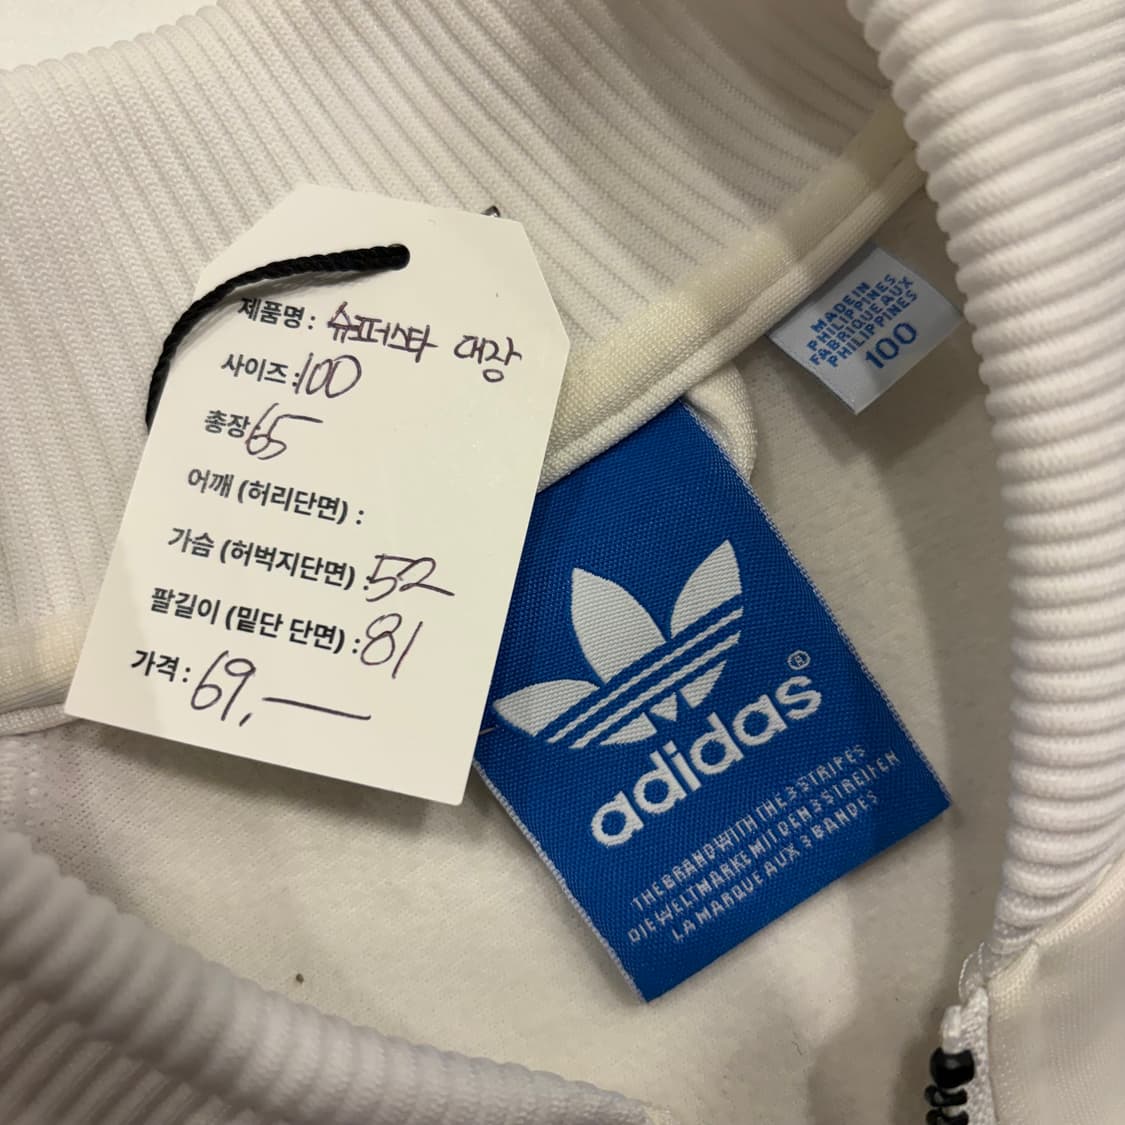 제품명 : 슈퍼스타 대장
사이즈 : 100
총장 65
어깨 (허리단면) :
가슴 (허벅지단면) : 52
팔길이 (밑단 단면) : 81
가격 : 69,—
MADE IN
PHILIPPINES
FABRIQUE AUX
PHILIPPINES
100
adidas®
THE BRAND WITH THE 3 STRIPES
DIE WELTMARKE MIT DEN 3 STREIFEN
LA MARQUE AUX 3 BANDES